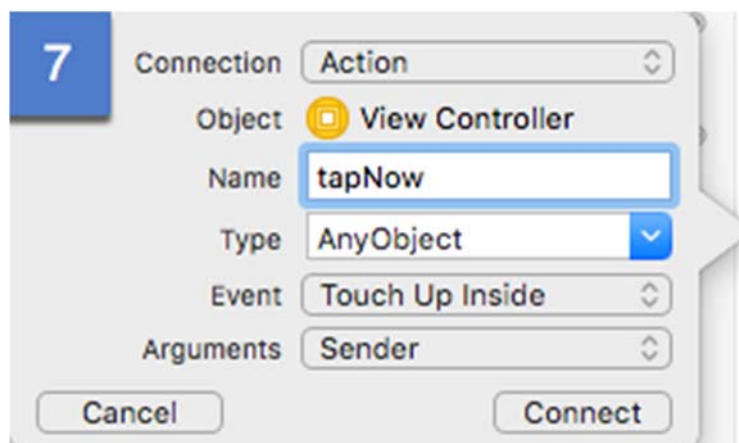 7
Connection Action
Object View Controller
Name tapNow
Type AnyObject
Event Touch Up Inside
Arguments Sender
Cancel Connect